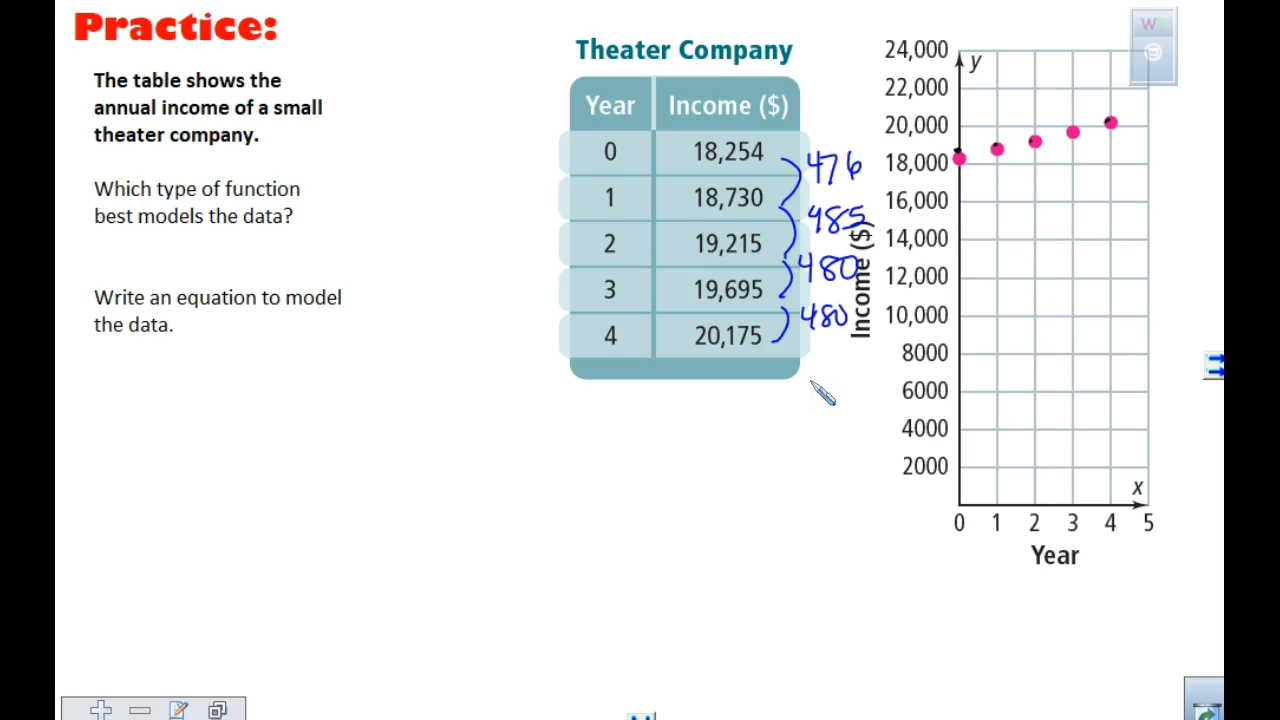 Practice:
The table shows the
annual income of a small
theater company.
Which type of function
best models the data?
Write an equation to model
the data.
Theater Company
Year Income ($)
0 18,254
1 18,730
2 19,215
3 19,695
4 20,175
476
485
480
480
24,000
22,000
20,000
18,000
16,000
14,000
12,000
10,000
8000
6000
4000
2000
Income ($)
y
x
0 1 2 3 4 5
Year